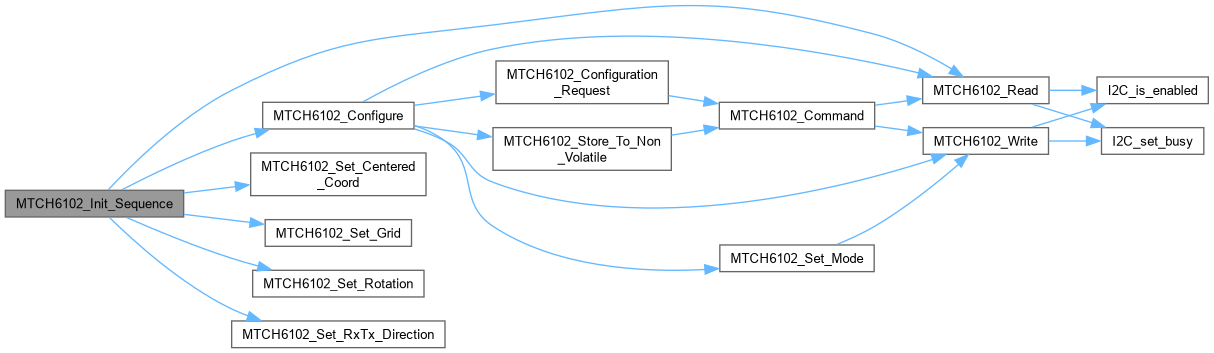 MTCH6102_Init_Sequence
MTCH6102_Configure
MTCH6102_Set_Centered
_Coord
MTCH6102_Set_Grid
MTCH6102_Set_Rotation
MTCH6102_Set_RxTx_Direction
MTCH6102_Configuration
_Request
MTCH6102_Store_To_Non
_Volatile
MTCH6102_Set_Mode
MTCH6102_Command
MTCH6102_Read
MTCH6102_Write
I2C_is_enabled
I2C_set_busy